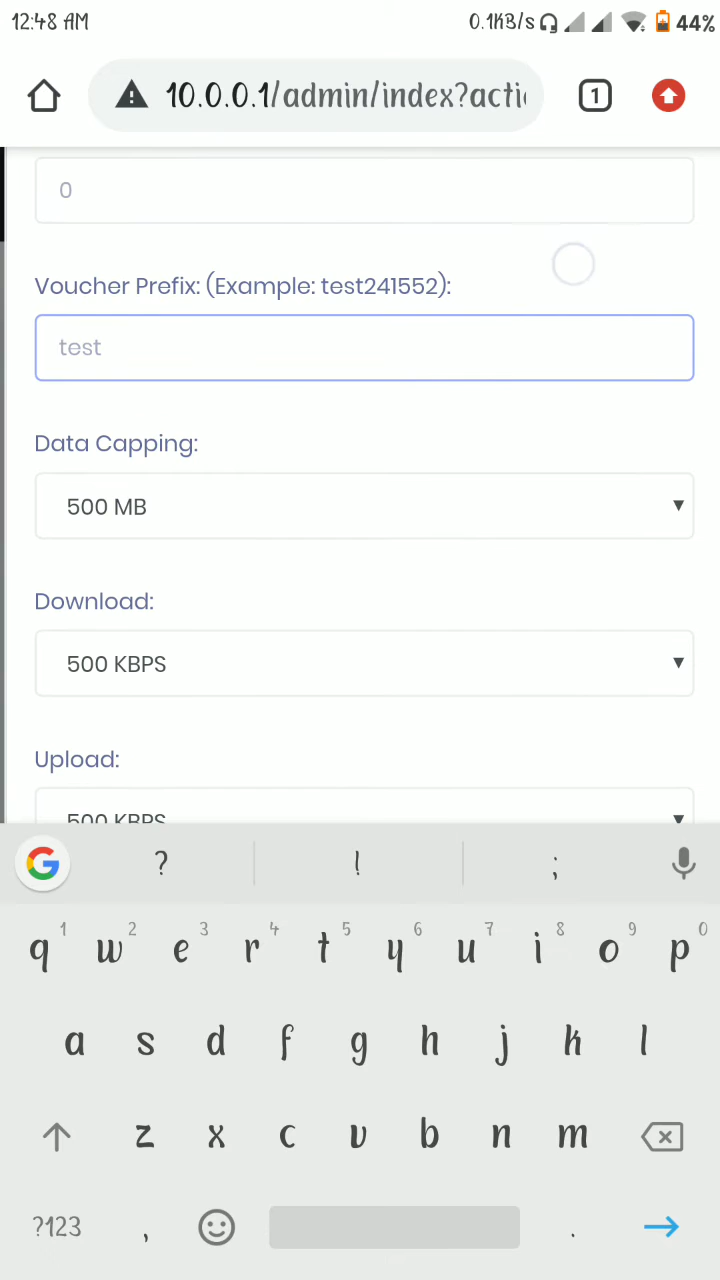 12:48 AM 0.1KB/s 44%
10.0.0.1/admin/index?acti
1
0
Voucher Prefix: (Example: test241552):
test
Data Capping:
500 MB ▼
Download:
500 KBPS ▼
Upload:
500 KBPS ▼
G ? ! ;
q 1 w 2 e 3 r 4 t 5 y 6 u 7 i 8 o 9 p 0
a s d f g h j k l
z x c v b n m
?123 , .